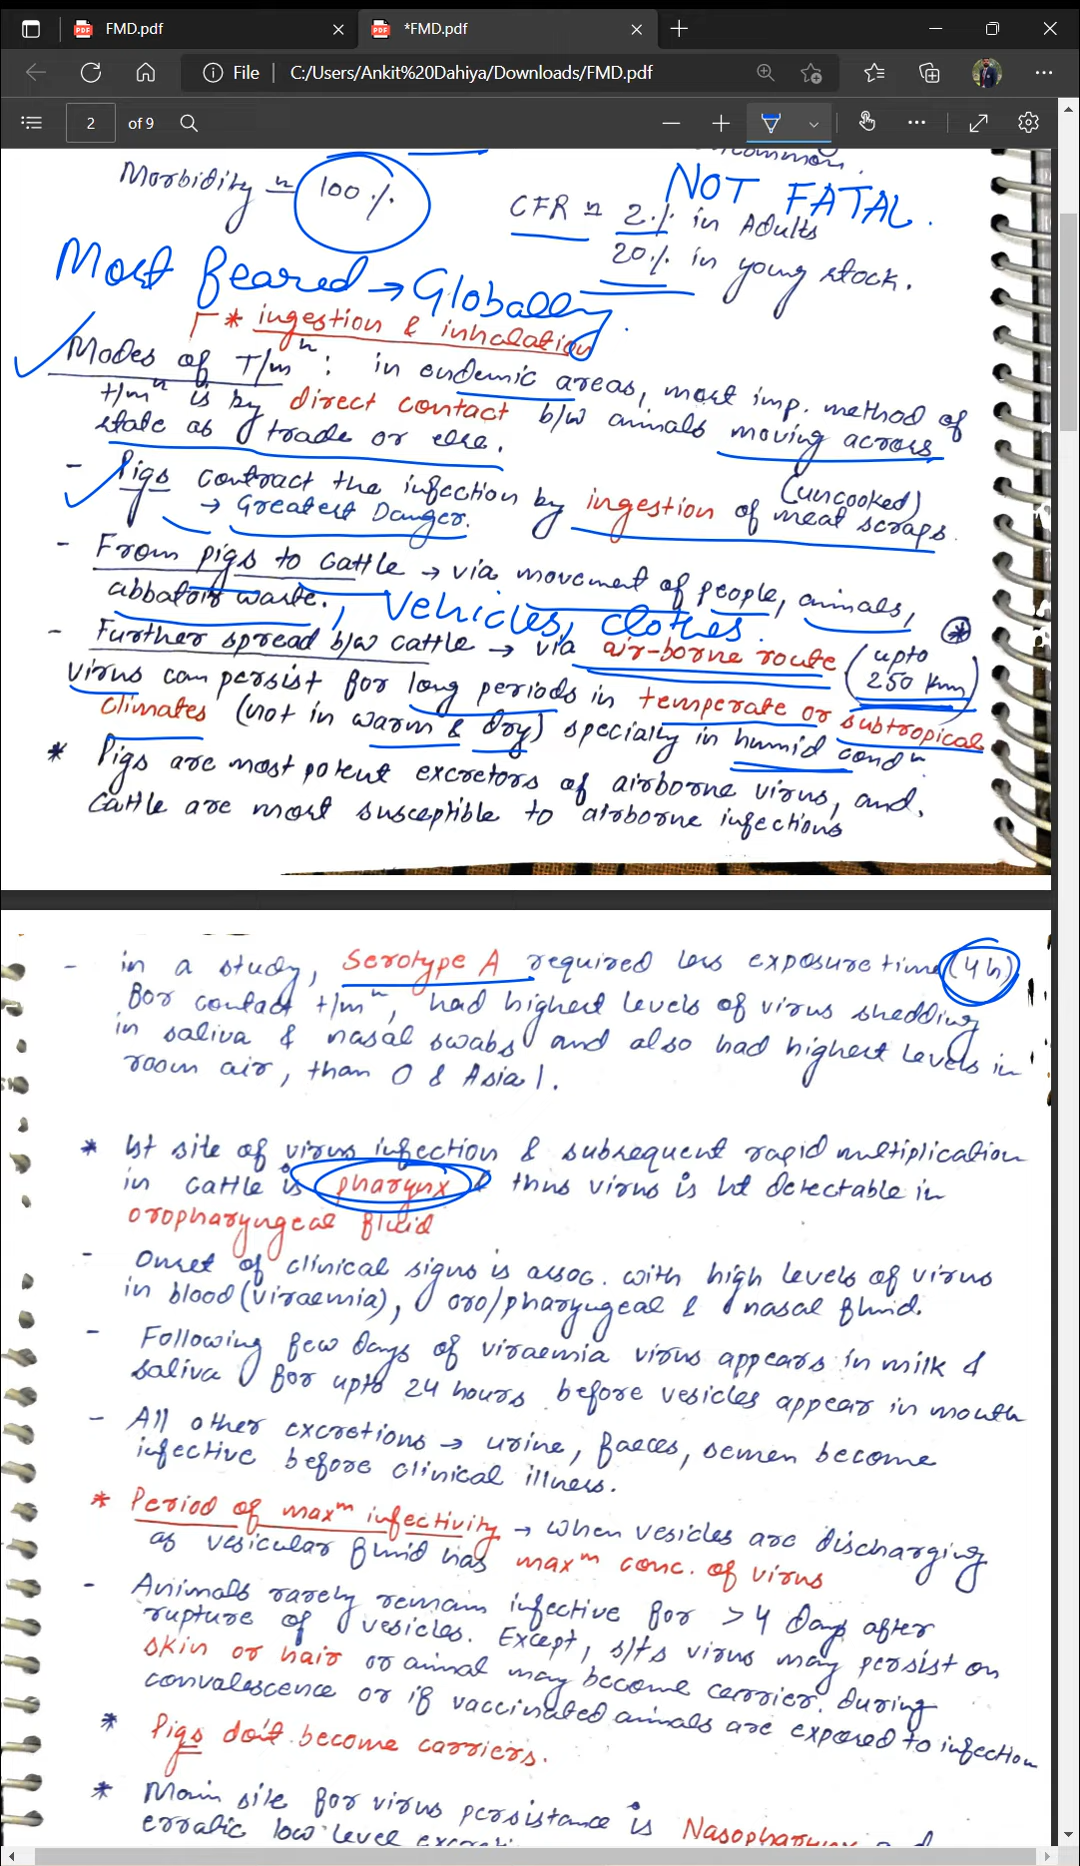 FMD.pdf
*FMD.pdf
File
C:/Users/Ankit%20Dahiya/Downloads/FMD.pdf
2
of 9
uncommon.
Morbidity ≈ 100 %.
NOT FATAL.
CFR ≈ 2% in Adults
20% in young stock.
Most feared → Globally.
* ingestion & inhalation
Modes of T/mⁿ: in endemic areas, most imp. method of
t/mⁿ is by direct contact b/w animals moving across
state as trade or else.
- Pigs contract the infection by ingestion of meat scraps.
(uncooked)
→ Greatest Danger.
- From pigs to cattle → via movement of people, animals,
abbatoir waste., Vehicles, clothes.
- Further spread b/w cattle → via air-borne route (upto
250 km)
virus can persist for long periods in temperate or subtropical
climates (not in warm & dry) specially in humid condⁿ
* Pigs are most potent excretors of airborne virus, and,
cattle are most susceptible to airborne infections
- in a study, Serotype A required less exposure time (4h)
for contact t/mⁿ, had highest levels of virus shedding
in saliva & nasal swabs and also had highest levels in
room air, than O & Asia 1.
* 1st site of virus infection & subsequent rapid multiplication
in cattle is pharynx & thus virus is 1st detectable in
oropharyngeal fluid
- Onset of clinical signs is assoc. with high levels of virus
in blood (viraemia), oro/pharyngeal & nasal fluid.
- Following few days of viraemia virus appears in milk &
saliva for upto 24 hours before vesicles appear in mouth
- All other excretions → urine, faeces, semen become
infective before clinical illness.
* Period of maxᵐ infectivity → when vesicles are discharging
as vesicular fluid has maxᵐ conc. of virus
- Animals rarely remain infective for >4 days after
rupture of vesicles. Except, s/ts virus may persist on
skin or hair or animal may become carrier. during
convalescence or if vaccinated animals are exposed to infection
* Pigs don't become carriers.
* Main site for virus persistance is Nasopharynx and
erratic low level